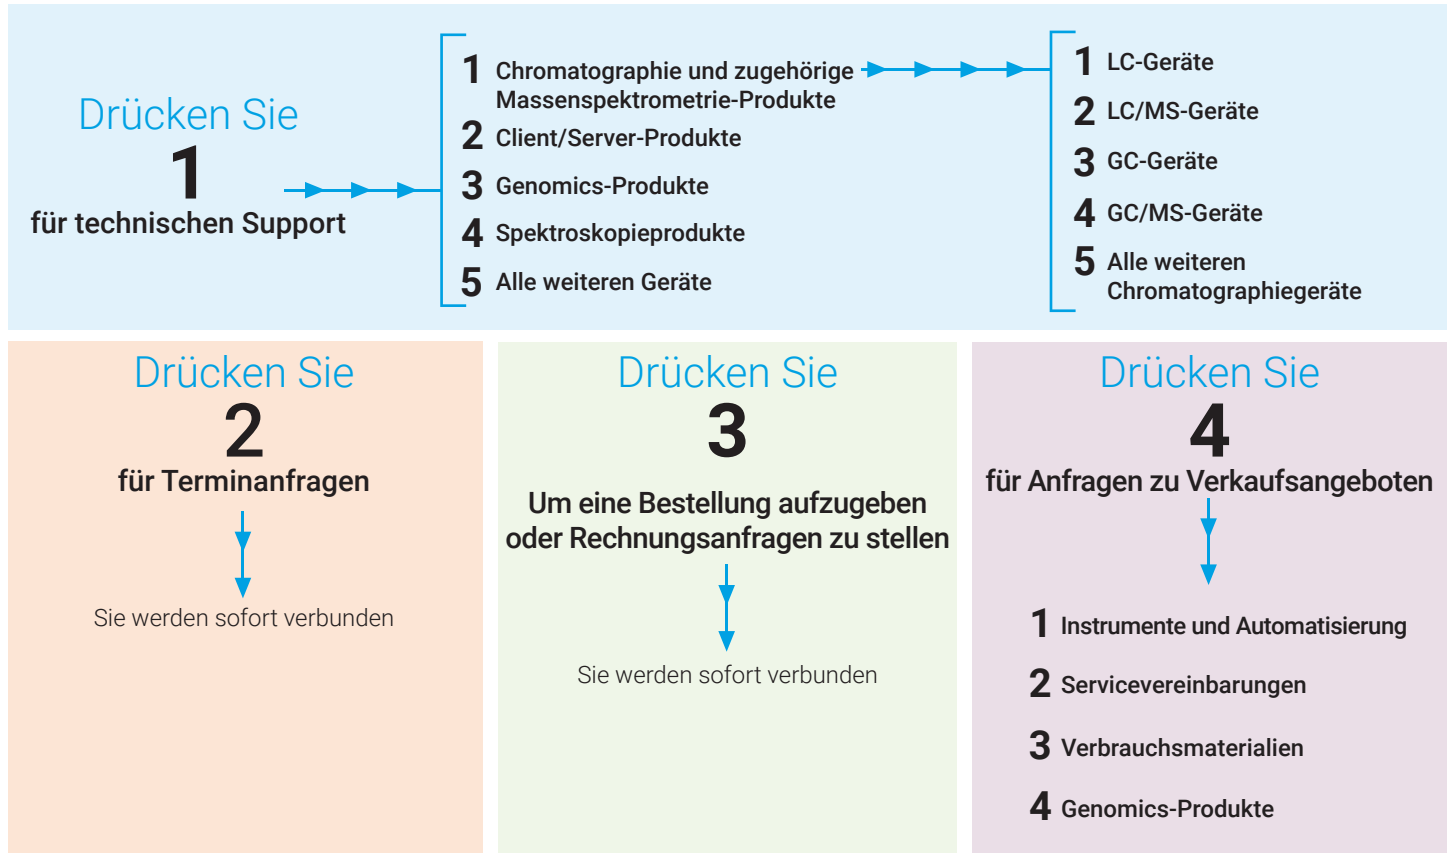 Drücken Sie
1
für technischen Support
1 Chromatographie und zugehörige
Massenspektrometrie-Produkte
2 Client/Server-Produkte
3 Genomics-Produkte
4 Spektroskopieprodukte
5 Alle weiteren Geräte
1 LC-Geräte
2 LC/MS-Geräte
3 GC-Geräte
4 GC/MS-Geräte
5 Alle weiteren
Chromatographiegeräte
Drücken Sie
2
für Terminanfragen
Sie werden sofort verbunden
Drücken Sie
3
Um eine Bestellung aufzugeben
oder Rechnungsanfragen zu stellen
Sie werden sofort verbunden
Drücken Sie
4
für Anfragen zu Verkaufsangeboten
1 Instrumente und Automatisierung
2 Servicevereinbarungen
3 Verbrauchsmaterialien
4 Genomics-Produkte